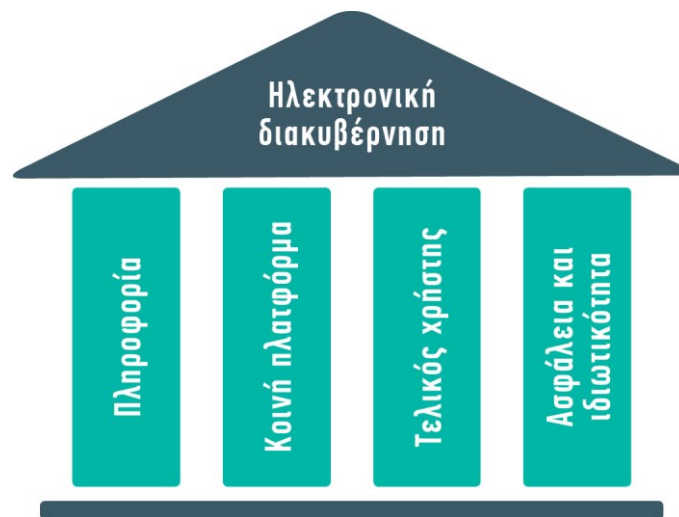 Ηλεκτρονική
διακυβέρνηση
Πληροφορία
Κοινή πλατφόρμα
Τελικός χρήστης
Ασφάλεια και
ιδιωτικότητα